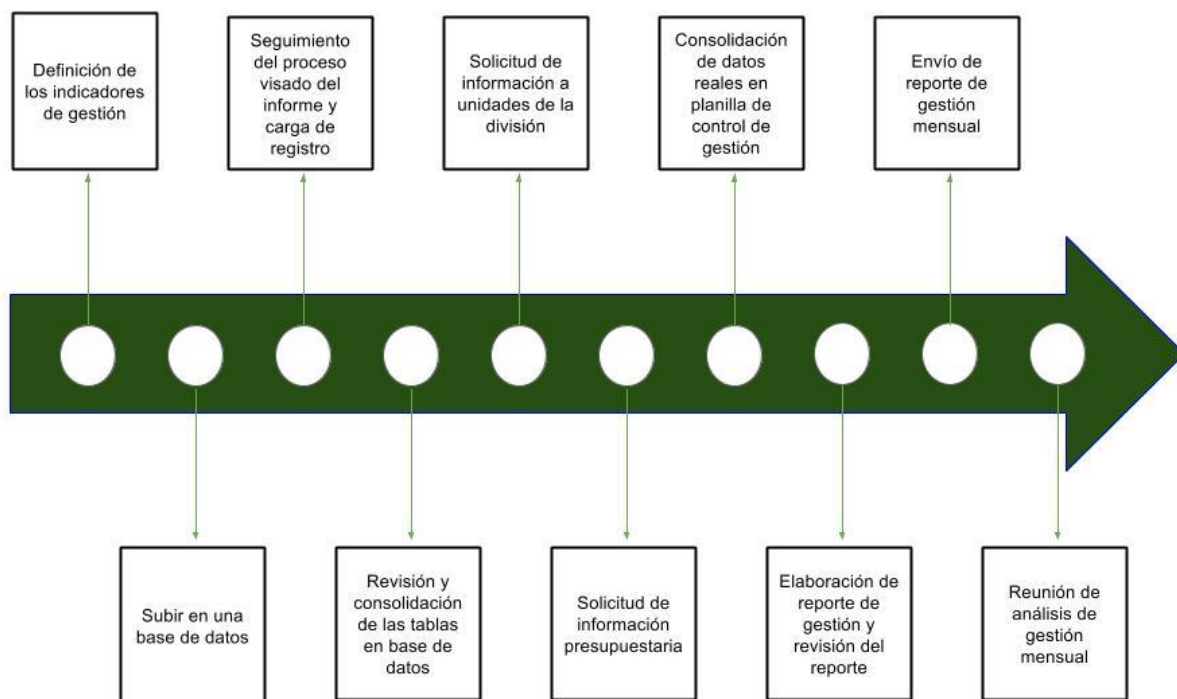 Definición de
los indicadores
de gestión
Seguimiento
del proceso
visado del
informe y
carga de
registro
Solicitud de
información a
unidades de la
división
Consolidación
de datos
reales en
planilla de
control de
gestión
Envío de
reporte de
gestión
mensual
Subir en una
base de datos
Revisión y
consolidación
de las tablas
en base de
datos
Solicitud de
información
presupuestaria
Elaboración de
reporte de
gestión y
revisión del
reporte
Reunión de
análisis de
gestión
mensual